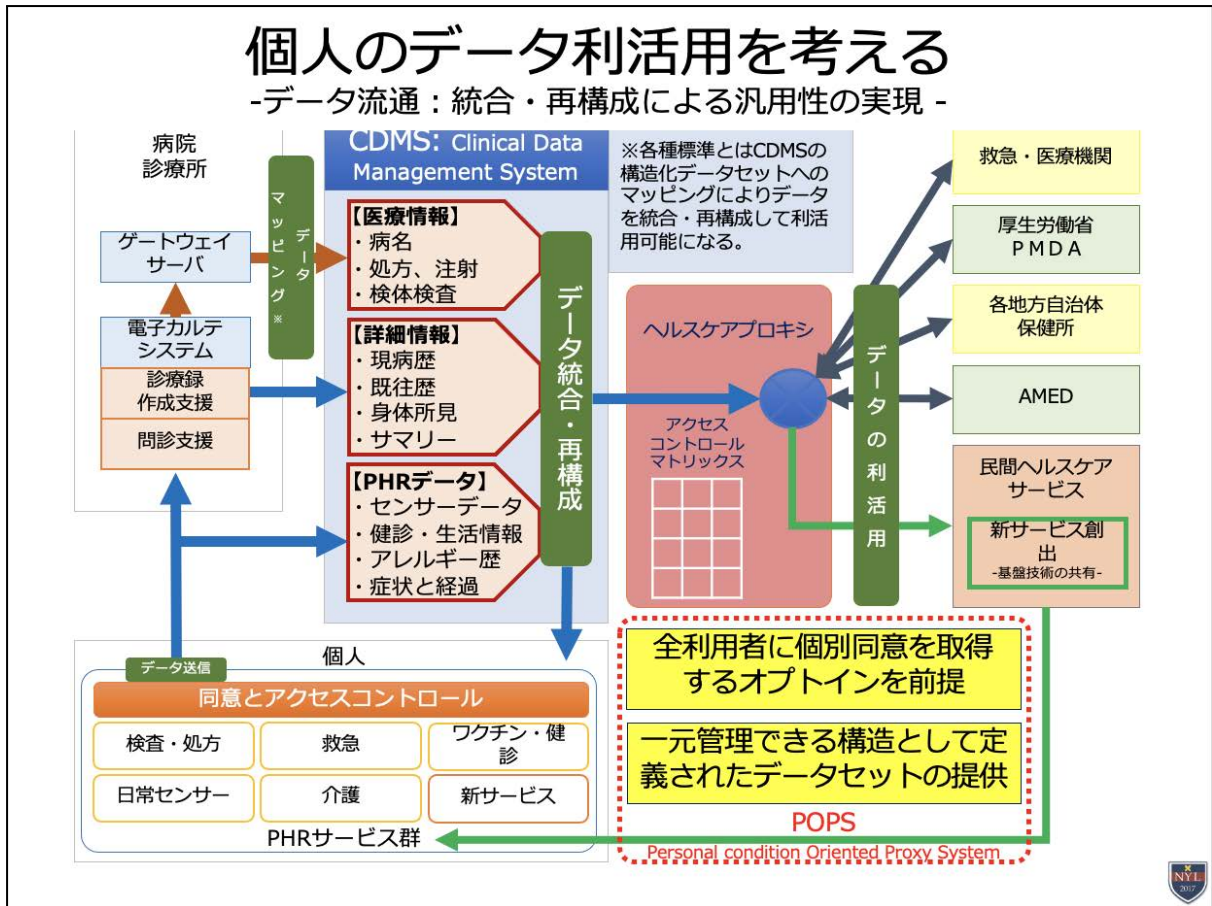 個人のデータ利活用を考える
-データ流通：統合・再構成による汎用性の実現 -
病院
診療所
ゲートウェイ
サーバ
電子カルテ
システム
診療録
作成支援
問診支援
データ
マッピング※
CDMS: Clinical Data
Management System
【医療情報】
・病名
・処方、注射
・検体検査
【詳細情報】
・現病歴
・既往歴
・身体所見
・サマリー
【PHRデータ】
・センサーデータ
・健診・生活情報
・アレルギー歴
・症状と経過
データ統合・再構成
※各種標準とはCDMSの
構造化データセットへの
マッピングによりデータ
を統合・再構成して利活
用可能になる。
ヘルスケアプロキシ
アクセス
コントロール
マトリックス
データの利活用
救急・医療機関
厚生労働省
ＰＭＤＡ
各地方自治体
保健所
AMED
民間ヘルスケア
サービス
新サービス創
出
-基盤技術の共有-
個人
データ送信
同意とアクセスコントロール
検査・処方
救急
ワクチン・健
診
日常センサー
介護
新サービス
PHRサービス群
全利用者に個別同意を取得
するオプトインを前提
一元管理できる構造として定
義されたデータセットの提供
POPS
Personal condition Oriented Proxy System
NYL
2017